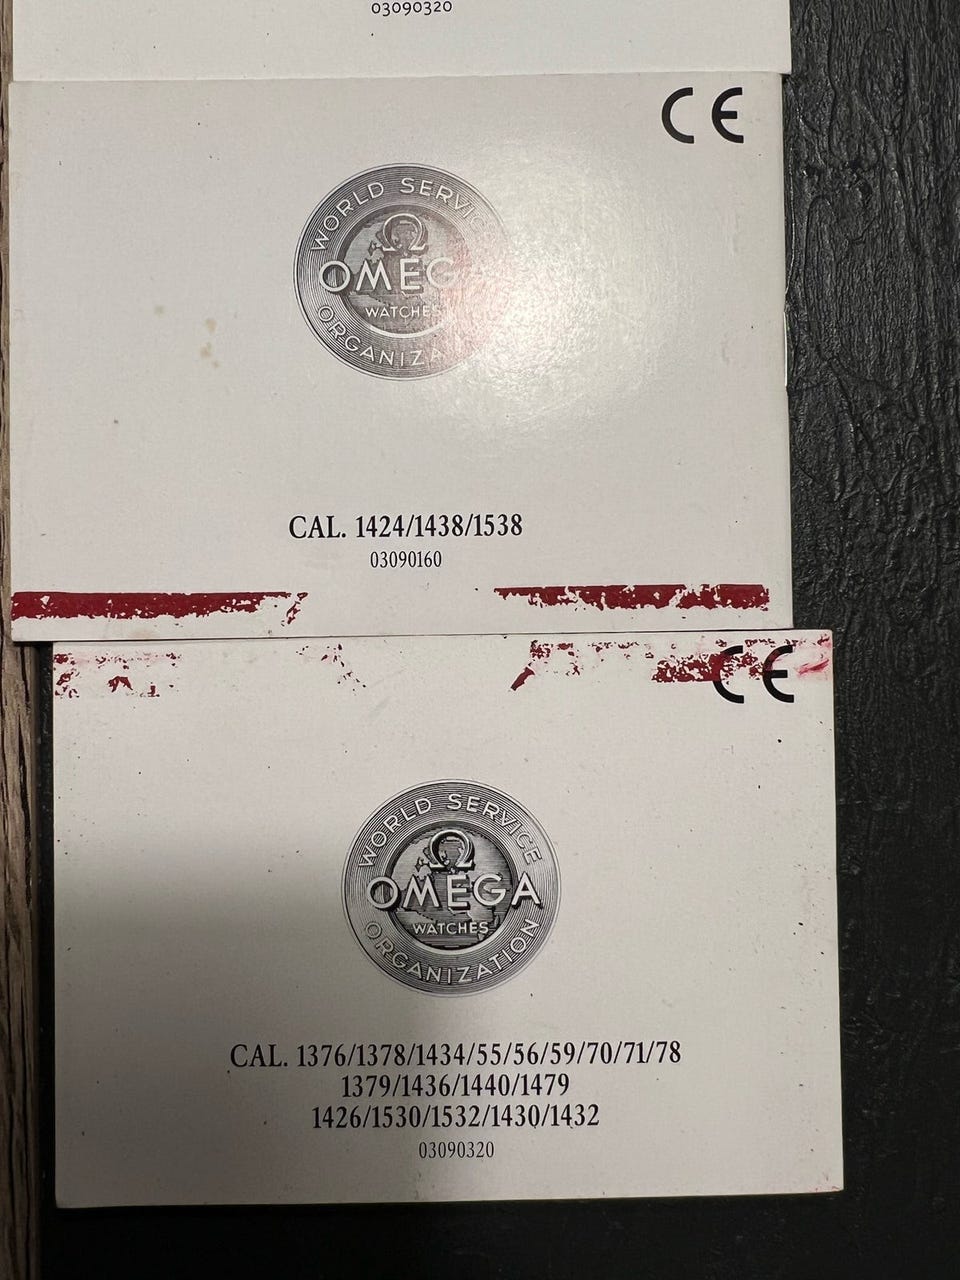 03090320
CE
WORLD SERVICE
Ω
OMEGA
WATCHES
CAL. 1424/1438/1538
03090160
CE
WORLD SERVICE
Ω
OMEGA
WATCHES
ORGANIZATION
CAL. 1376/1378/1434/55/56/59/70/71/78
1379/1436/1440/1479
1426/1530/1532/1430/1432
03090320